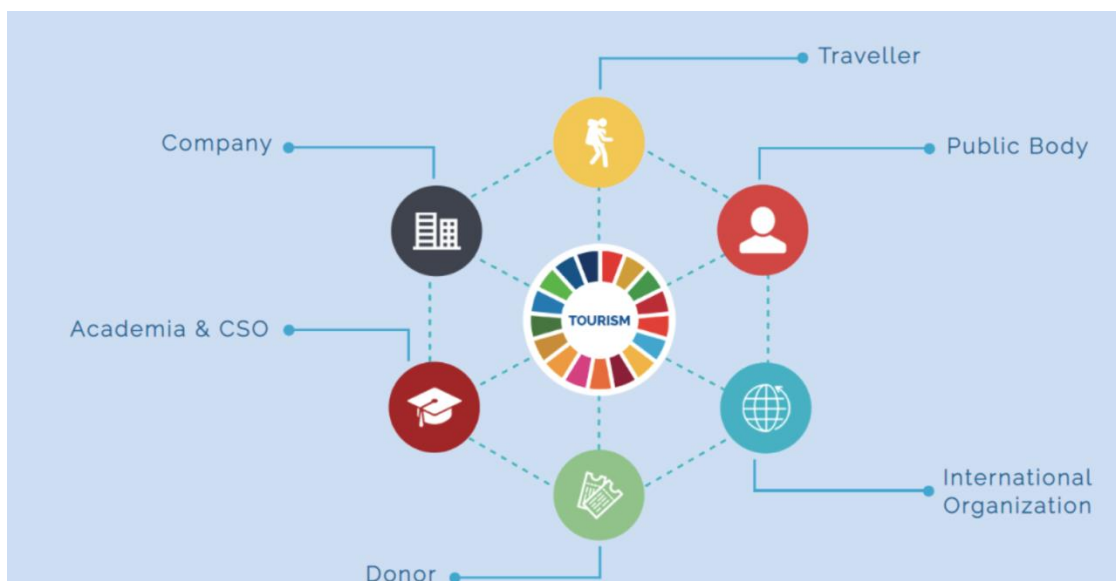 Traveller
Company
Public Body
TOURISM
Academia & CSO
International
Organization
Donor